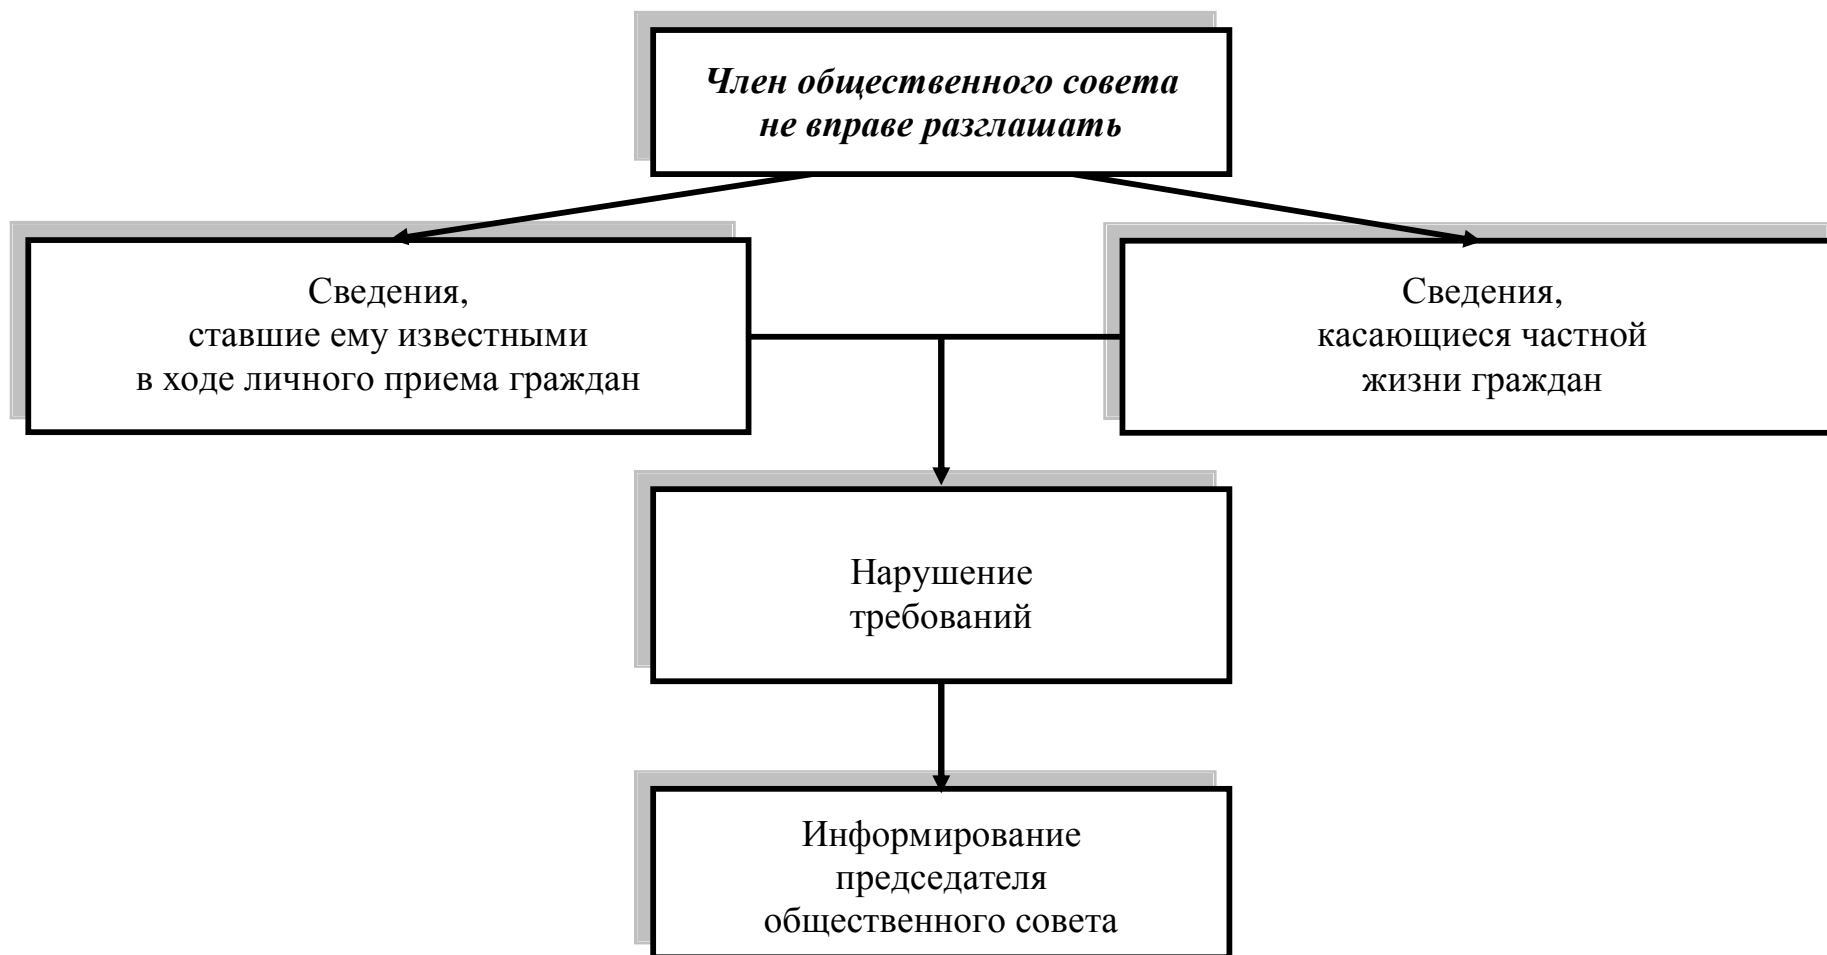 Член общественного совета
не вправе разглашать
Сведения,
ставшие ему известными
в ходе личного приема граждан
Сведения,
касающиеся частной
жизни граждан
Нарушение
требований
Информирование
председателя
общественного совета